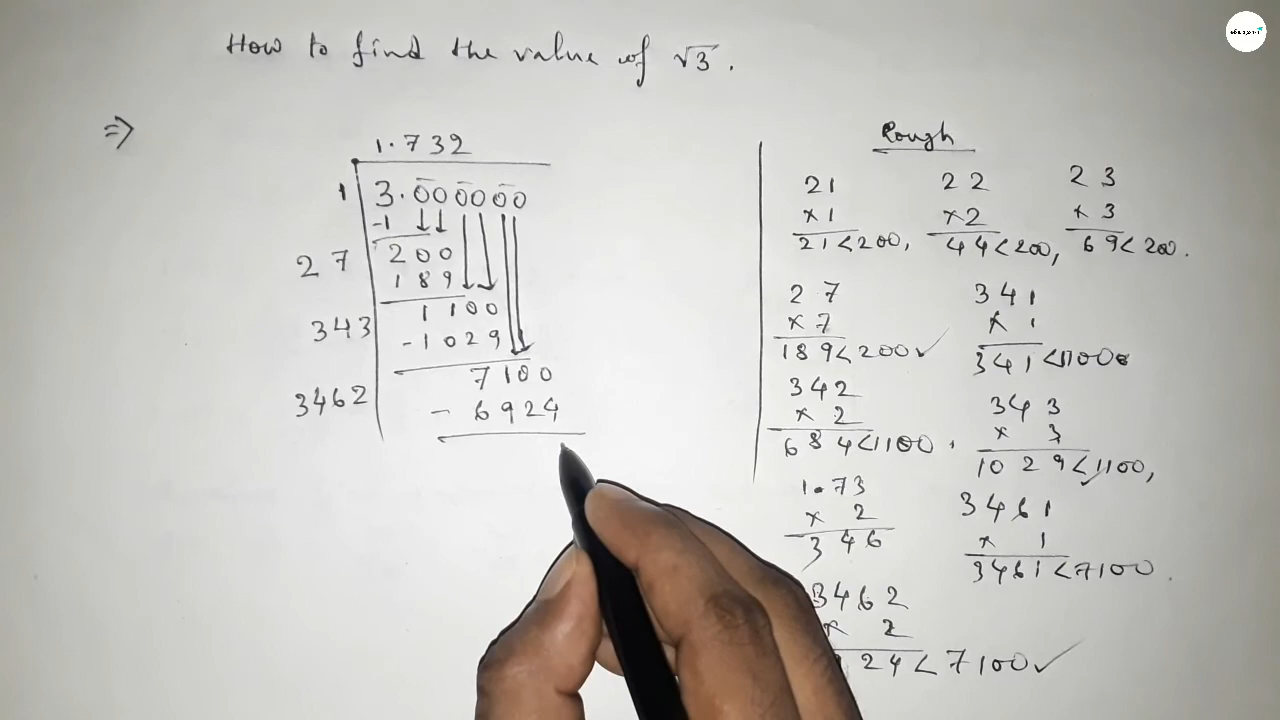 How to find the value of √3.
⇒
1.732
1 3.000000
-1
27 200
189
1100
343 -1029
7100
3462 - 6924
Rough
21 22 23
×1 ×2 × 3
21<200, 44<200, 69<200.
27 341
×7 × 1
189<200✓ 341<1100
342 343
× 2 × 3
684<1100, 1029<1100, ✓
1.73 3461
× 2 × 1
346 3461<7100.
3462
× 2
24<7100✓